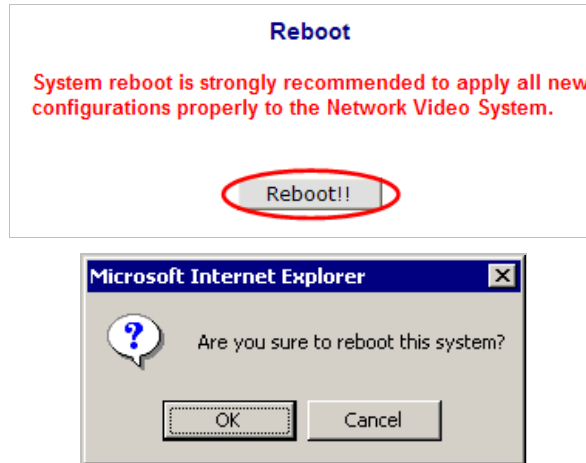 Reboot
System reboot is strongly recommended to apply all new
configurations properly to the Network Video System.
Reboot!!
Microsoft Internet Explorer
?
Are you sure to reboot this system?
OK
Cancel